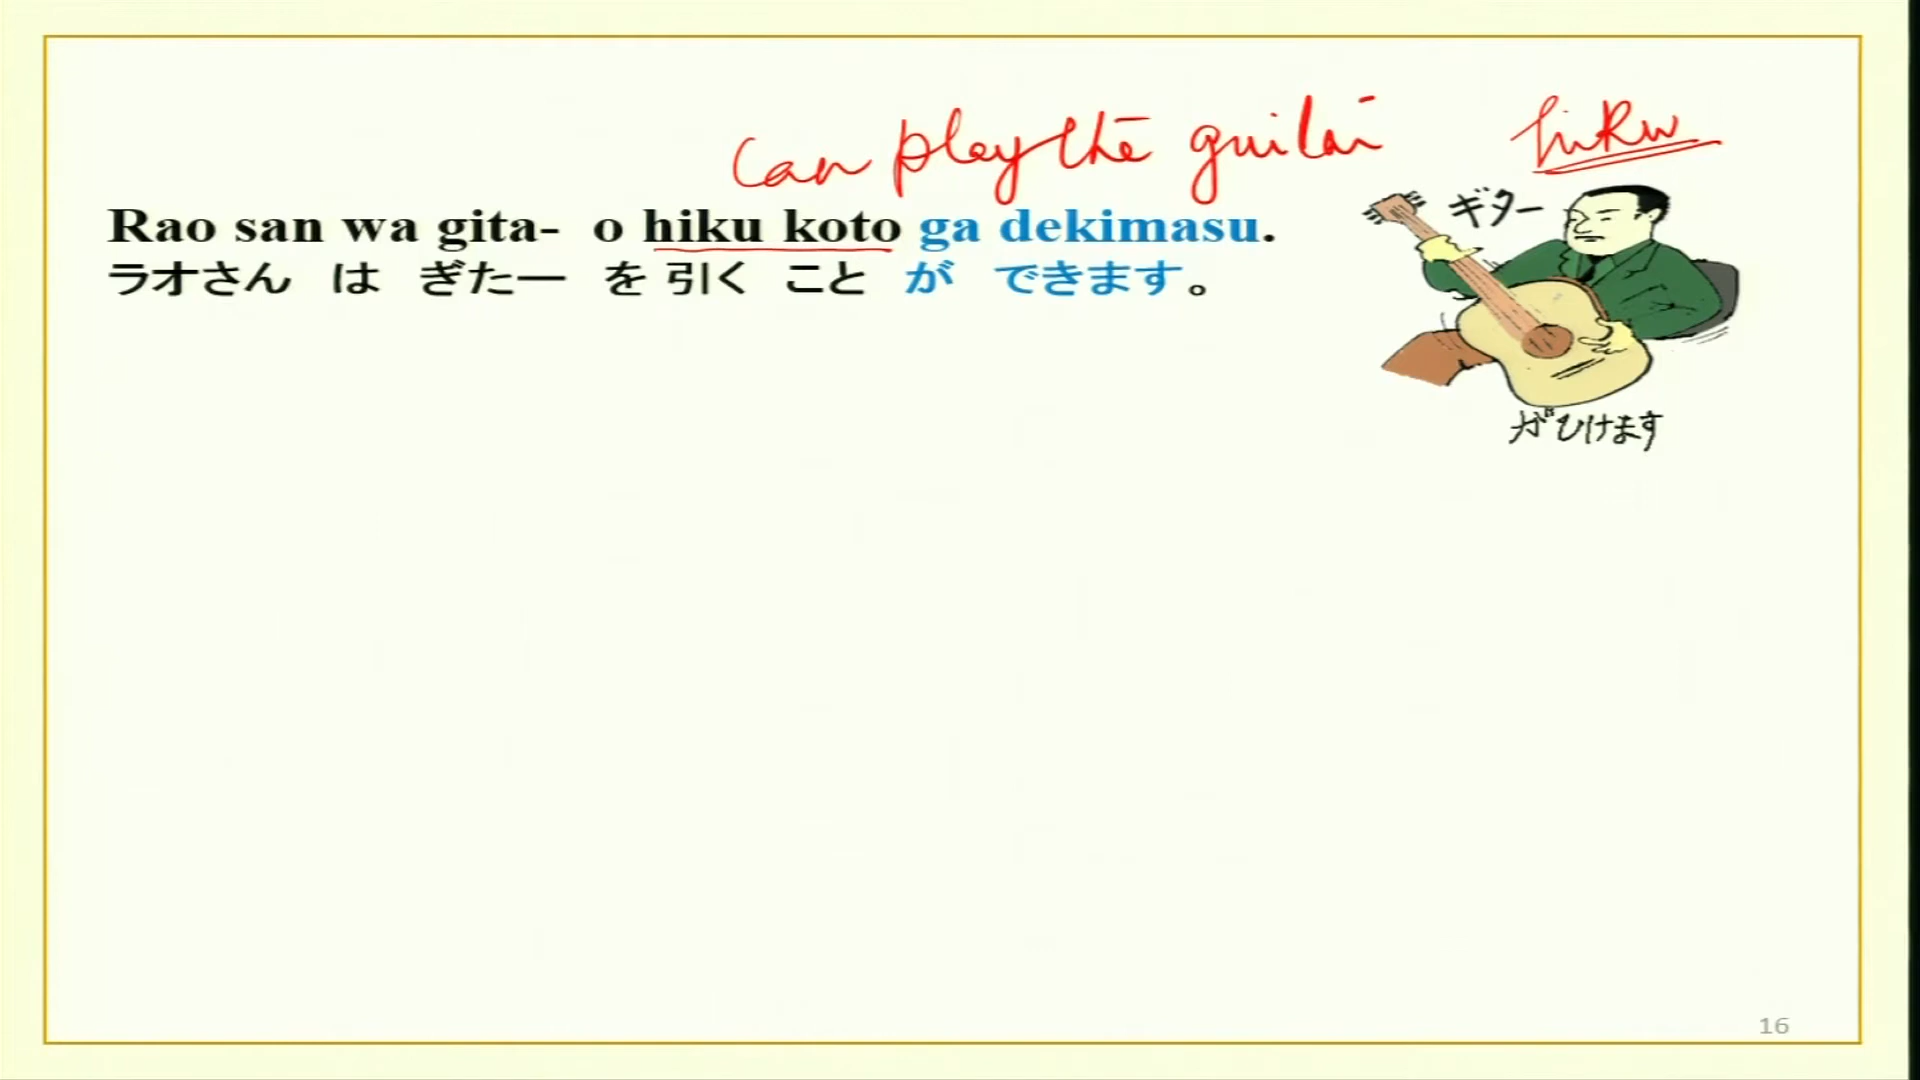 can play the guitar hiku
Rao san wa gita- o hiku koto ga dekimasu.
ラオさん は ぎたー を 引く こと が できます。
ギター
がひけます
16